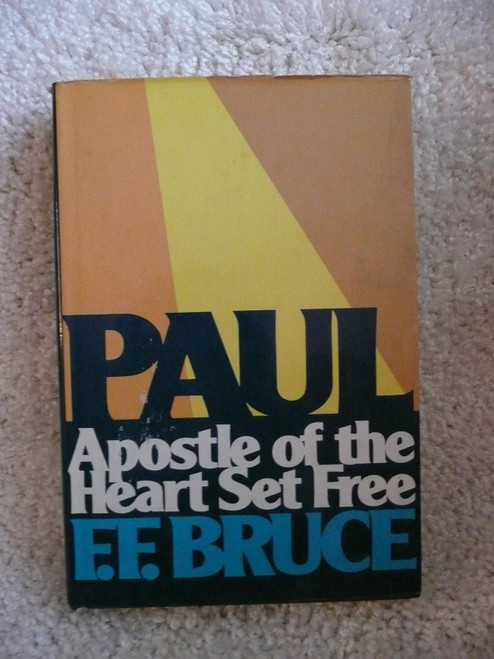 PAUL
Apostle of the
Heart Set Free
F.F. BRUCE